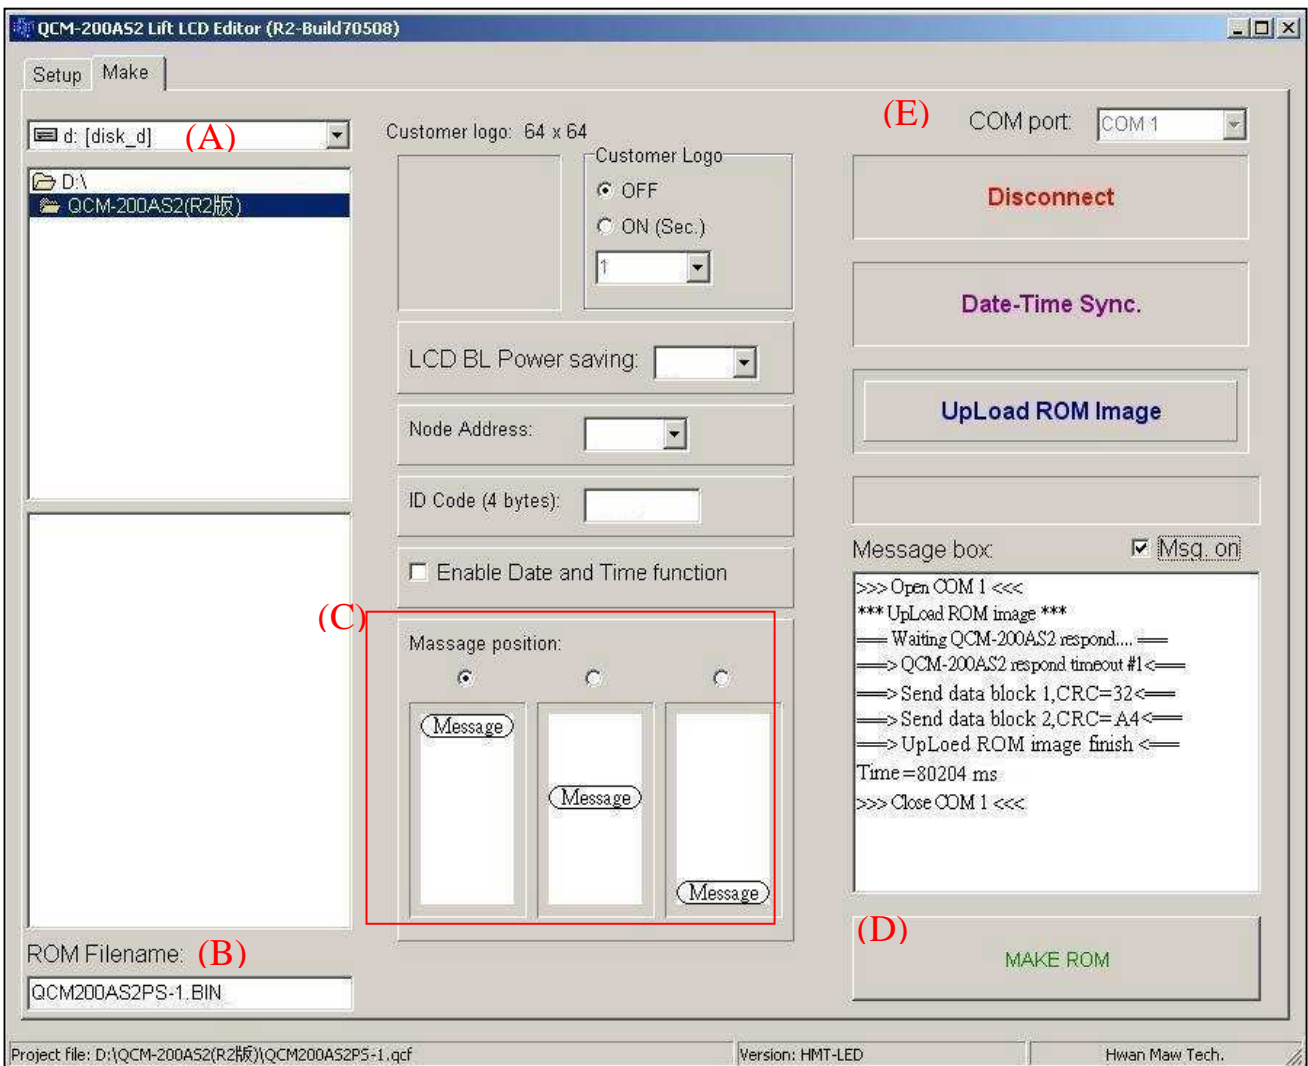 QCM-200AS2 Lift LCD Editor (R2-Build70508)
Setup
Make
d: [disk_d]
(A)
D:\
QCM-200AS2(R2版)
ROM Filename:
(B)
QCM200AS2PS-1.BIN
Customer logo: 64 x 64
Customer Logo
OFF
ON (Sec.)
1
LCD BL Power saving:
Node Address:
ID Code (4 bytes):
Enable Date and Time function
(C)
Massage position:
Message
Message
Message
(E)
COM port:
COM 1
Disconnect
Date-Time Sync.
UpLoad ROM Image
Message box:
Msg. on
>>> Open COM 1 <<<
*** UpLoad ROM image ***
=== Waiting QCM-200AS2 respond.... ===
===> QCM-200AS2 respond timeout #1<===
===> Send data block 1,CRC=32<===
===> Send data block 2,CRC=A4<===
===> UpLoed ROM image finish <===
Time=80204 ms
>>> Close COM 1 <<<
(D)
MAKE ROM
Project file: D:\QCM-200AS2(R2版)\QCM200AS2PS-1.qcf
Version: HMT-LED
Hwan Maw Tech.